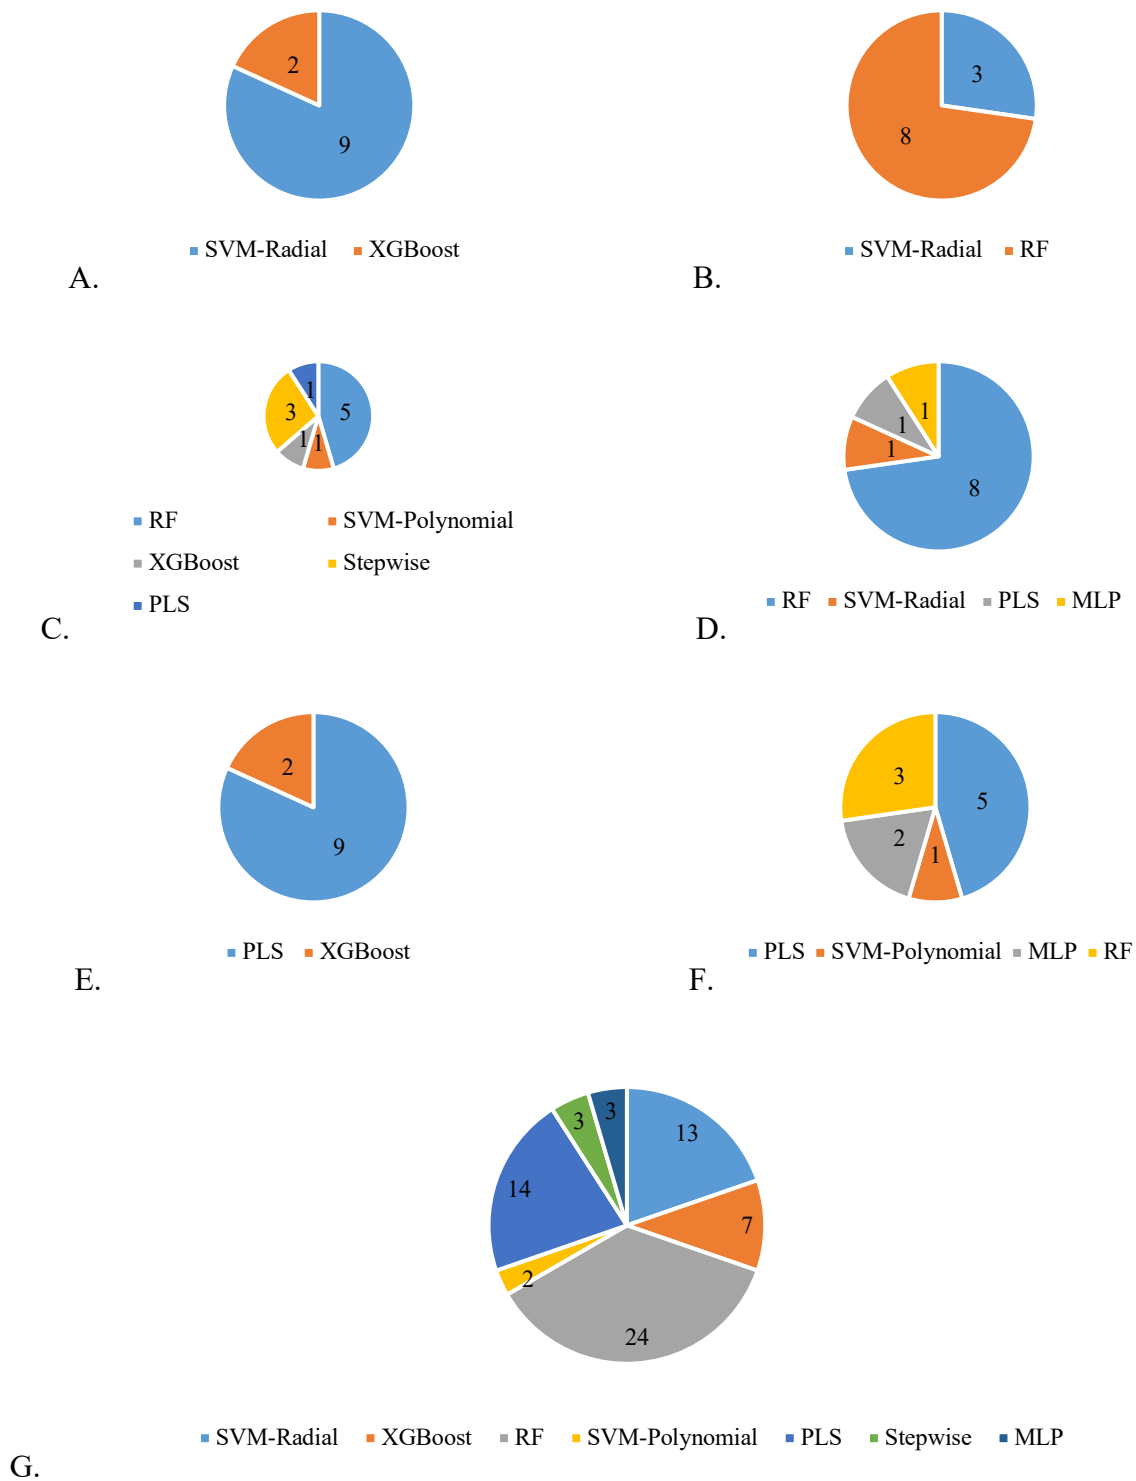 2
9
SVM-Radial XGBoost
A.
3
8
SVM-Radial RF
B.
1
3
5
1
1
RF SVM-Polynomial
XGBoost Stepwise
PLS
C.
1
1
1
8
RF SVM-Radial PLS MLP
D.
2
9
PLS XGBoost
E.
3
5
2
1
PLS SVM-Polynomial MLP RF
F.
3
3
13
14
7
2
24
SVM-Radial XGBoost RF SVM-Polynomial PLS Stepwise MLP
G.